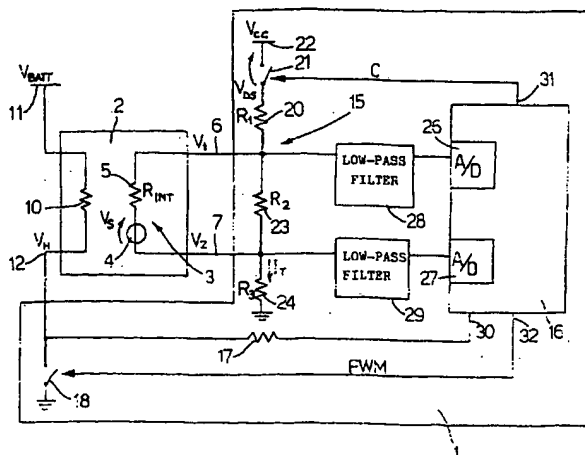 VCC
22
VBATT
11
2
21
VDS
C
31
R1
20
15
V1
6
26
A/D
5
RINT
10
LOW-PASS
FILTER
28
R2
23
VS
4
3
VH
12
V2
7
LOW-PASS
FILTER
29
A/D
27
16
R3
24
30
32
17
PWM
18
1